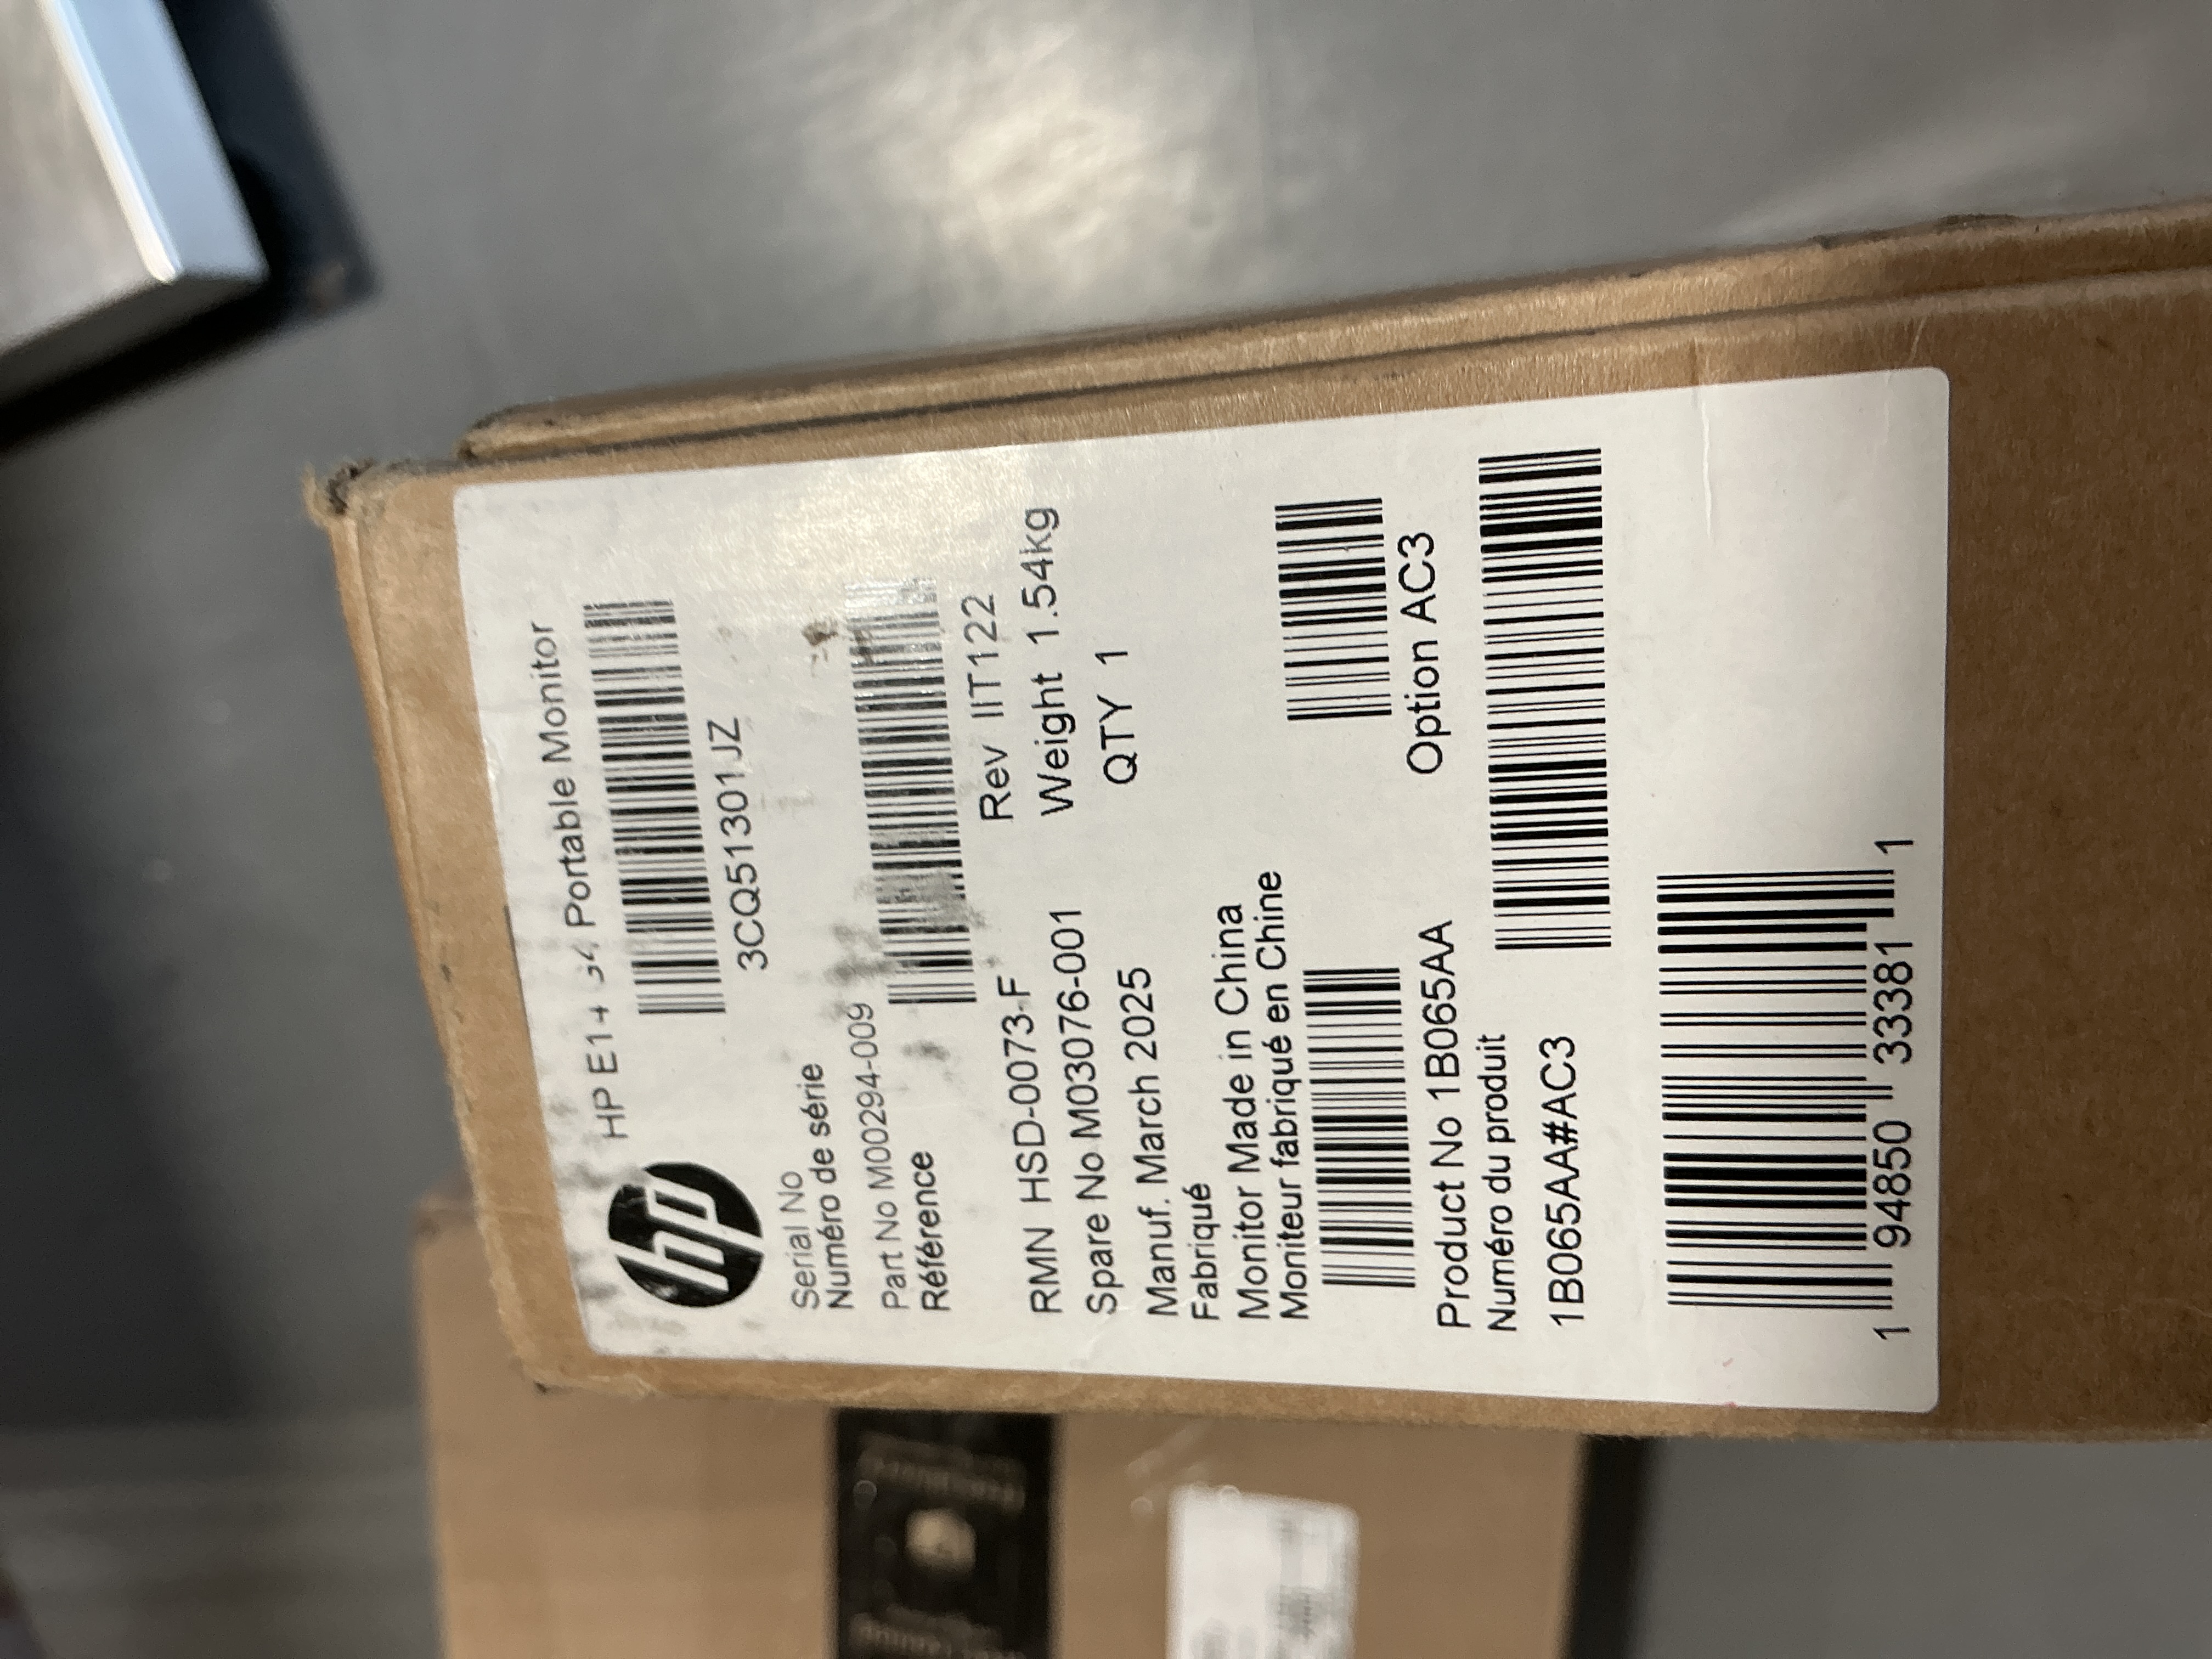 hp
HP E14 G4 Portable Monitor
3CQ51301JZ
Serial No
Numéro de série
Part No M00294-009
Référence
RMN HSD-0073-F Rev IIT122
Spare No M03076-001 Weight 1.54kg
Manuf. March 2025 QTY 1
Fabriqué
Monitor Made in China
Moniteur fabriqué en Chine
Product No 1B065AA Option AC3
Numéro du produit
1B065AA#AC3
1 94850 33381 1